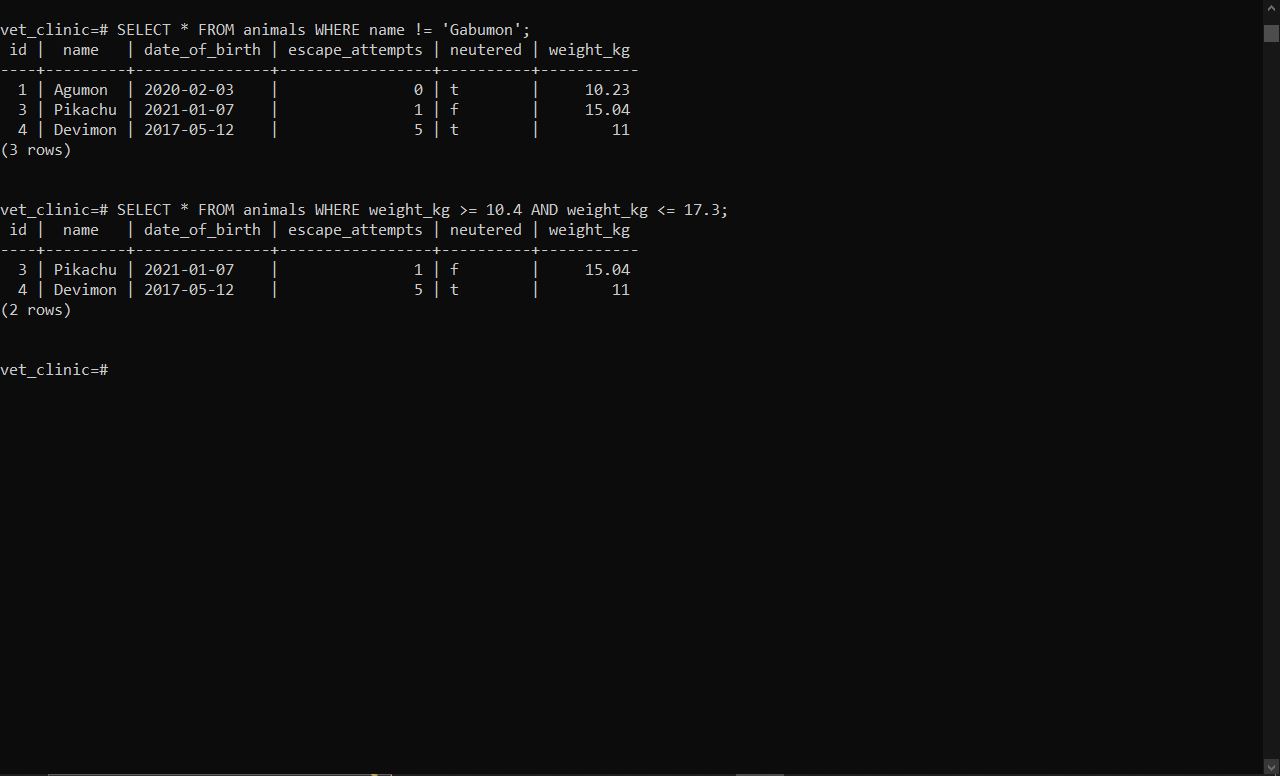 vet_clinic=# SELECT * FROM animals WHERE name != 'Gabumon';
 id |  name   | date_of_birth | escape_attempts | neutered | weight_kg
----+---------+---------------+-----------------+----------+-----------
  1 | Agumon  | 2020-02-03    |               0 | t        |     10.23
  3 | Pikachu | 2021-01-07    |               1 | f        |     15.04
  4 | Devimon | 2017-05-12    |               5 | t        |        11
(3 rows)
vet_clinic=# SELECT * FROM animals WHERE weight_kg >= 10.4 AND weight_kg <= 17.3;
 id |  name   | date_of_birth | escape_attempts | neutered | weight_kg
----+---------+---------------+-----------------+----------+-----------
  3 | Pikachu | 2021-01-07    |               1 | f        |     15.04
  4 | Devimon | 2017-05-12    |               5 | t        |        11
(2 rows)
vet_clinic=#